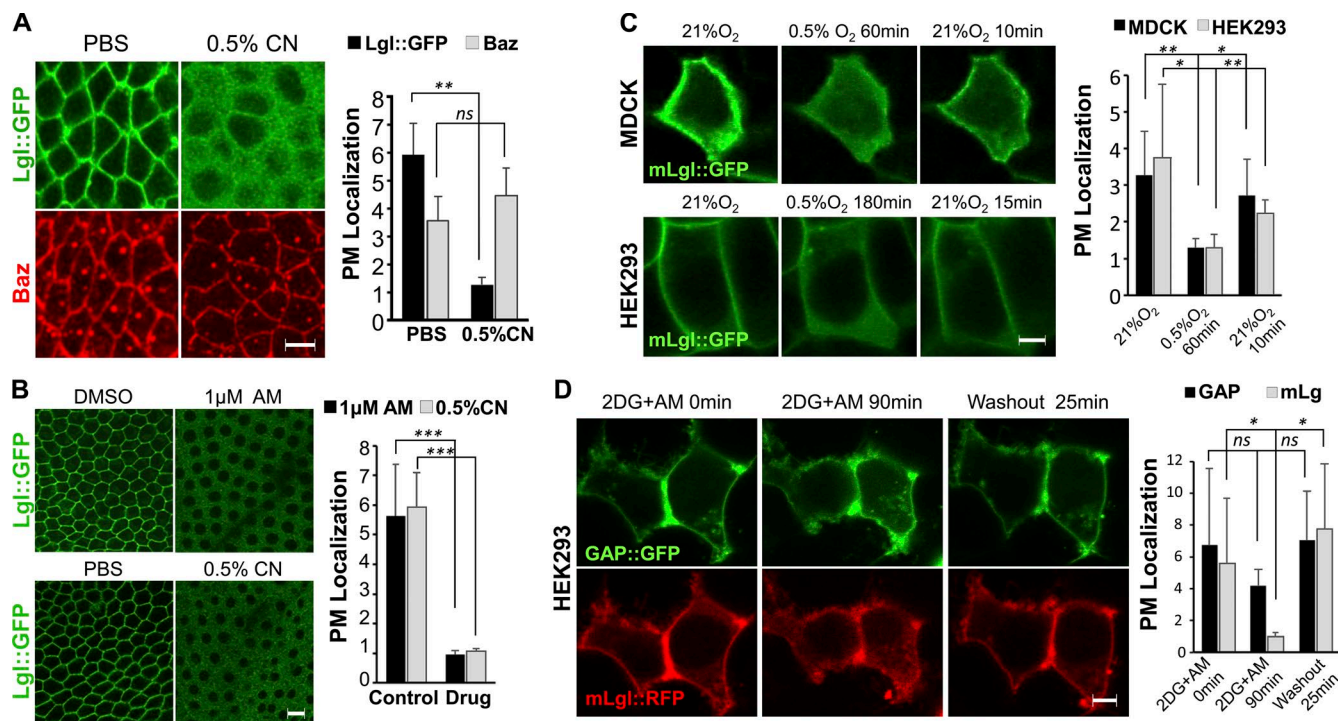 A
PBS
0.5% CN
Lgl::GFP
Baz
Lgl::GFP
Baz
**
ns
PM Localization
8
7
6
5
4
3
2
1
0
PBS
0.5%CN
B
DMSO
1µM AM
Lgl::GFP
PBS
0.5% CN
Lgl::GFP
1µM AM
0.5%CN
***
***
PM Localization
8
7
6
5
4
3
2
1
0
Control
Drug
C
21%O₂
0.5% O₂ 60min
21%O₂ 10min
MDCK
mLgl::GFP
21%O₂
0.5%O₂ 180min
21%O₂ 15min
HEK293
mLgl::GFP
MDCK
HEK293
**
*
*
**
PM Localization
6
5
4
3
2
1
0
21%O₂
0.5%O₂
60min
21%O₂
10min
D
2DG+AM 0min
2DG+AM 90min
Washout 25min
HEK293
GAP::GFP
mLgl::RFP
GAP
mLg
*
*
ns
ns
PM Localization
12
10
8
6
4
2
0
2DG+AM
0min
2DG+AM
90min
Washout
25min